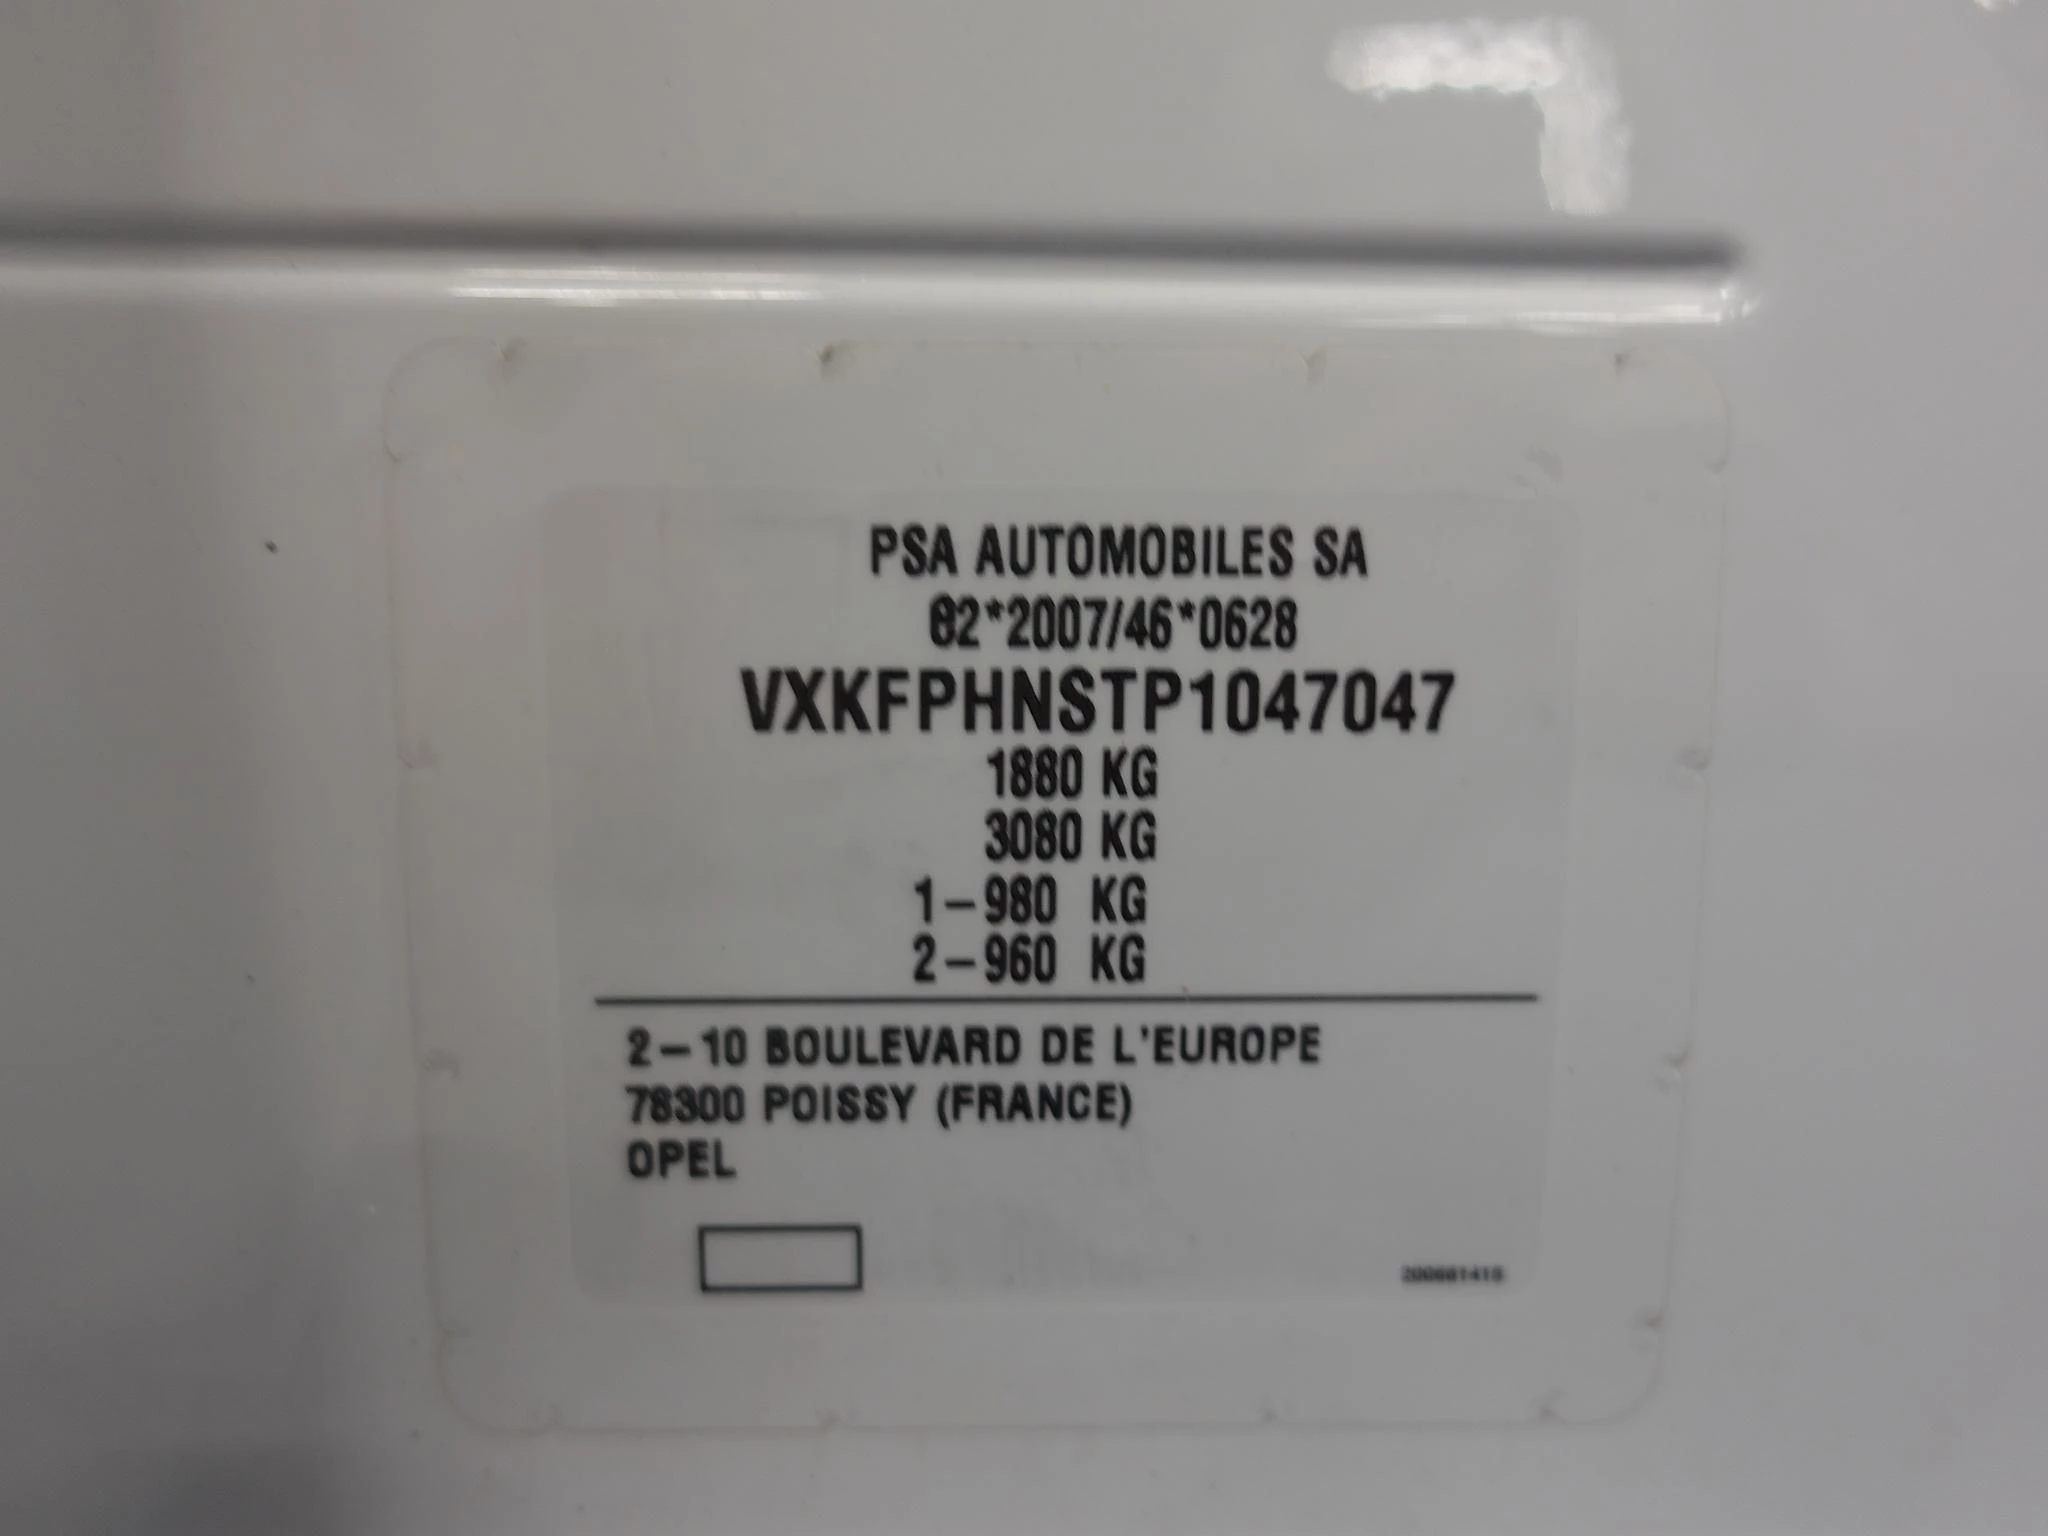 PSA AUTOMOBILES SA
e2*2007/46*0628
VXKFPHNSTP1047047
1880 KG
3080 KG
1-980 KG
2-960 KG
2-10 BOULEVARD DE L'EUROPE
78300 POISSY (FRANCE)
OPEL